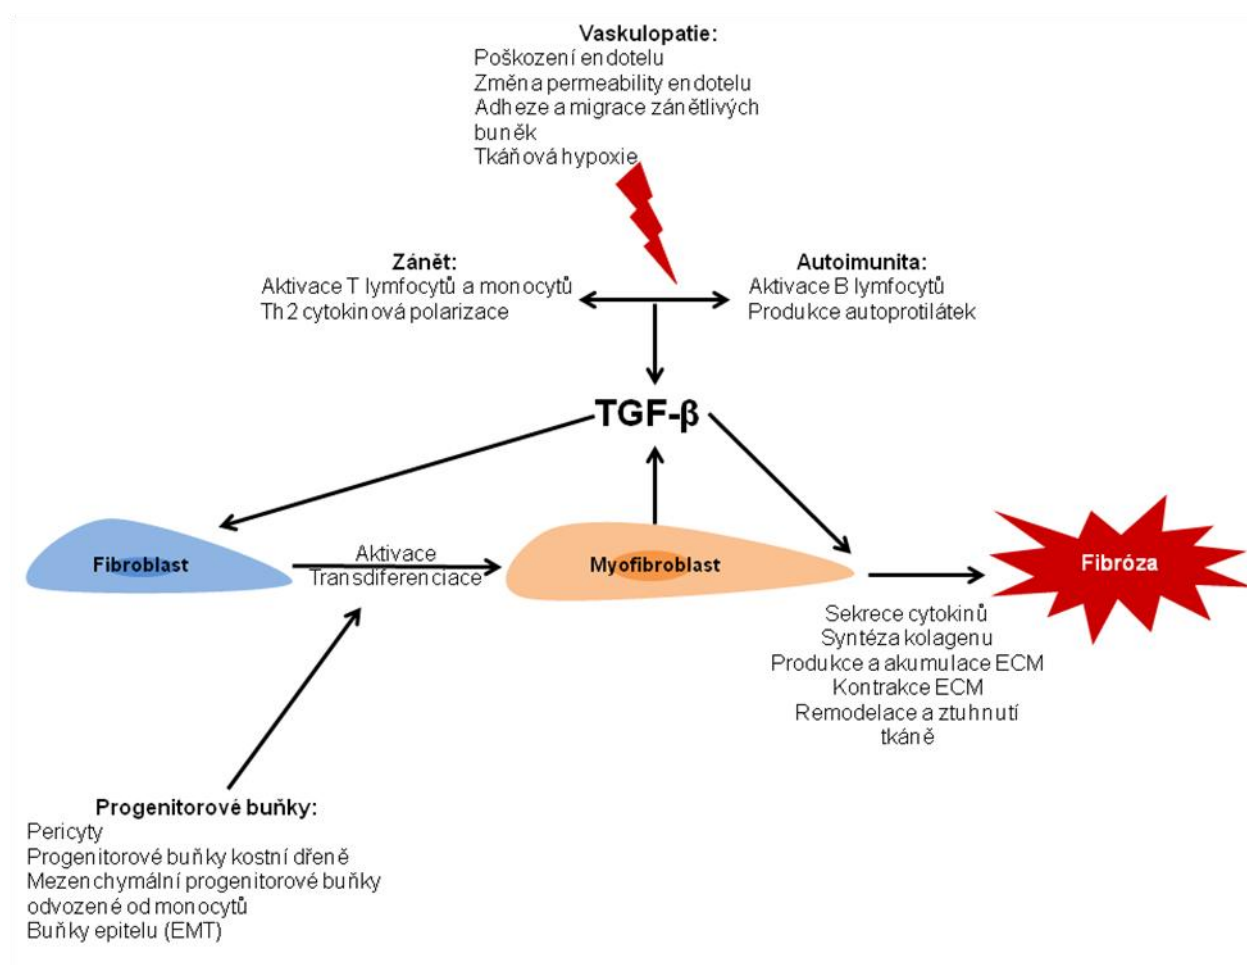 Vaskulopatie:
Poškození endotelu
Změna permeability endotelu
Adheze a migrace zánětlivých
buněk
Tkáňová hypoxie
Zánět:
Aktivace T lymfocytů a monocytů
Th2 cytokinová polarizace
Autoimunita:
Aktivace B lymfocytů
Produkce autoprotilátek
TGF-β
Fibroblast
Aktivace
Transdiferenciace
Myofibroblast
Fibróza
Sekrece cytokinů
Syntéza kolagenu
Produkce a akumulace ECM
Kontrakce ECM
Remodelace a ztuhnutí
tkáně
Progenitorové buňky:
Pericyty
Progenitorové buňky kostní dřeně
Mezenchymální progenitorové buňky
odvozené od monocytů
Buňky epitelu (EMT)